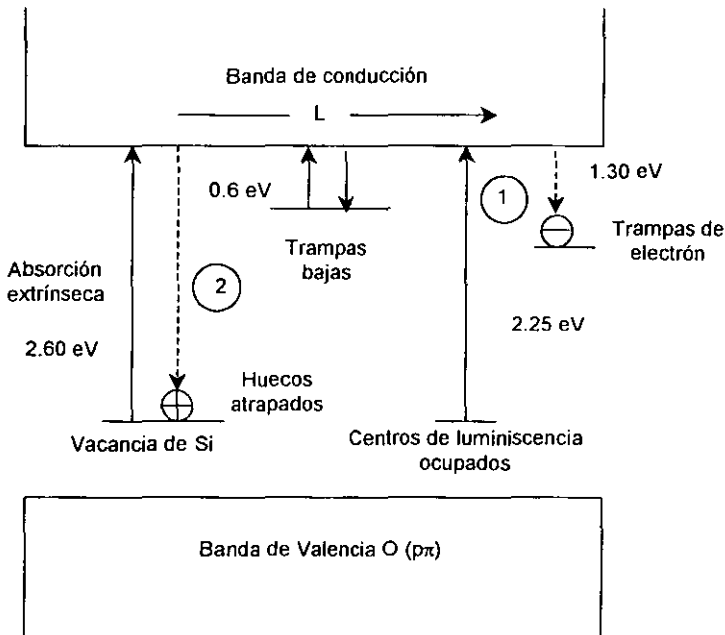 Banda de conducción
L
0.6 eV
1
1.30 eV
Trampas
bajas
Trampas de
electrón
Absorción
extrínseca
2
2.60 eV
2.25 eV
Huecos
atrapados
Vacancia de Si
Centros de luminiscencia
ocupados
Banda de Valencia O (pπ)